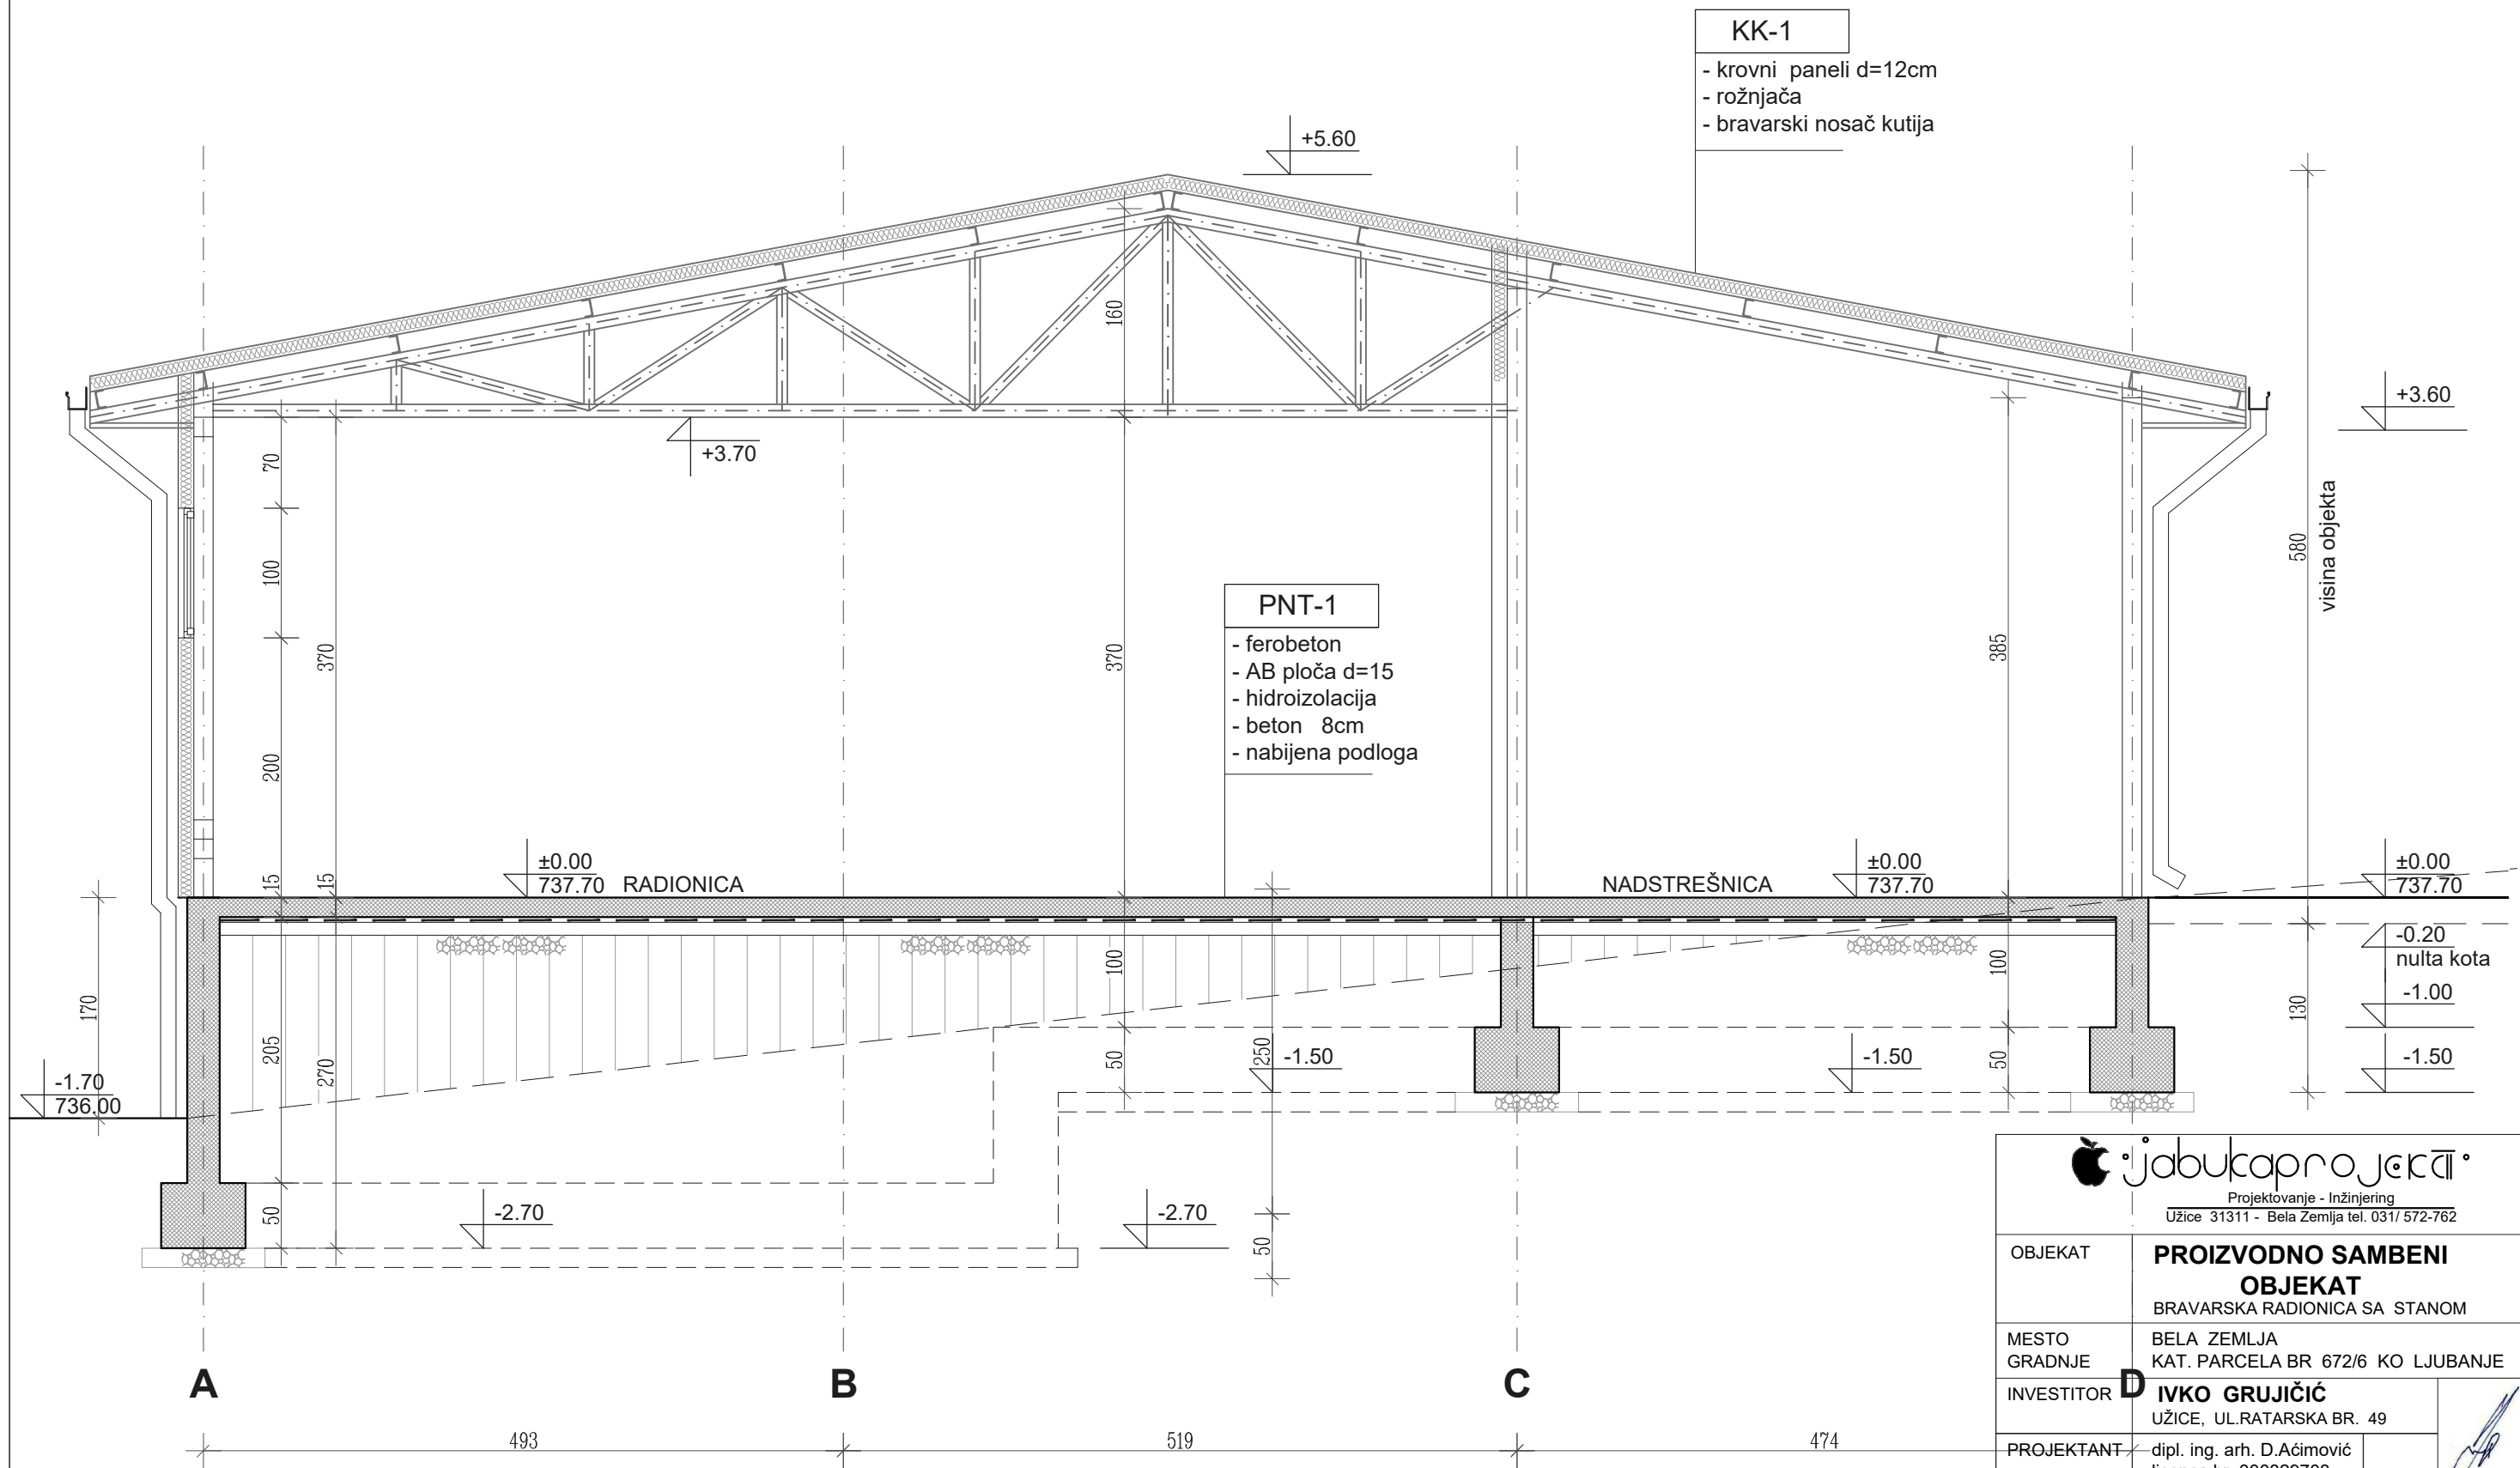 KK-1
- krovni paneli d=12cm
- rožnjača
- bravarski nosač kutija
+5.60
+3.60
+3.70
160
70
100
200
370
15
15
370
385
580
visina objekta
PNT-1
- ferobeton
- AB ploča d=15
- hidroizolacija
- beton 8cm
- nabijena podloga
±0.00
737.70
RADIONICA
NADSTREŠNICA
±0.00
737.70
±0.00
737.70
-0.20
nulta kota
-1.00
-1.50
130
170
-1.70
736.00
205
270
50
100
50
250
-1.50
-1.50
100
50
-2.70
-2.70
50
jabukaprojekt
Projektovanje - Inžinjering
Užice 31311 - Bela Zemlja tel. 031/ 572-762
OBJEKAT
PROIZVODNO SAMBENI
OBJEKAT
BRAVARSKA RADIONICA SA STANOM
MESTO
GRADNJE
BELA ZEMLJA
KAT. PARCELA BR 672/6 KO LJUBANJE
INVESTITOR
IVKO GRUJIČIĆ
UŽICE, UL.RATARSKA BR. 49
PROJEKTANT
dipl. ing. arh. D.Aćimović
A
B
C
D
493
519
474